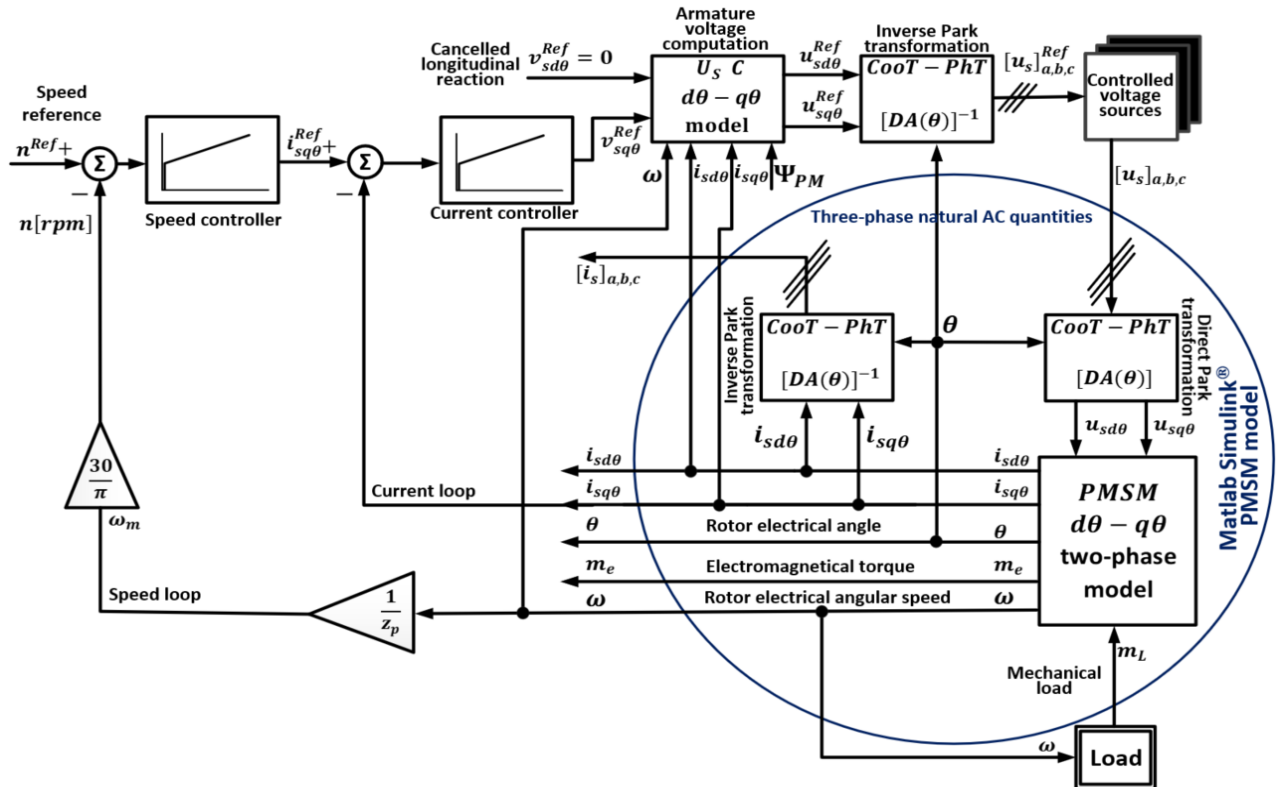 Armature
voltage
computation
Inverse Park
transformation
Cancelled
longitudinal
reaction
v_{sdθ}^{Ref} = 0
U_S C
dθ − qθ
model
u_{sdθ}^{Ref}
u_{sqθ}^{Ref}
CooT − PhT
[DA(θ)]^{-1}
[u_s]_{a,b,c}^{Ref}
Controlled
voltage
sources
Speed
reference
n^{Ref}+
Σ
−
n[rpm]
Speed controller
i_{sqθ}^{Ref}+
Σ
−
Current controller
v_{sqθ}^{Ref}
ω
i_{sdθ}
i_{sqθ}
Ψ_{PM}
[u_s]_{a,b,c}
Three-phase natural AC quantities
[i_s]_{a,b,c}
Inverse Park
transformation
CooT − PhT
[DA(θ)]^{-1}
θ
CooT − PhT
[DA(θ)]
Direct Park
transformation
Matlab Simulink®
PMSM model
i_{sdθ}
i_{sqθ}
u_{sdθ}
u_{sqθ}
i_{sdθ}
i_{sdθ}
Current loop
i_{sqθ}
i_{sqθ}
θ
Rotor electrical angle
θ
m_e
Electromagnetical torque
m_e
ω
Rotor electrical angular speed
ω
PMSM
dθ − qθ
two-phase
model
30
π
ω_m
Speed loop
1
z_p
m_L
Mechanical
load
ω
Load